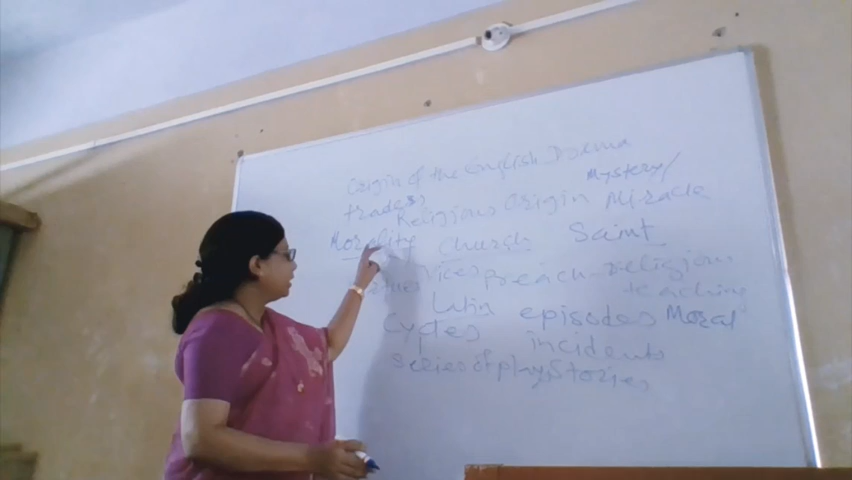 Origin of the English Drama
Mystery/
trades
Religious Origin Miracle
Morality Church Saint
vices Preach-religious
teaching
Latin episodes Moral
Cycles incidents
series of plays Stories